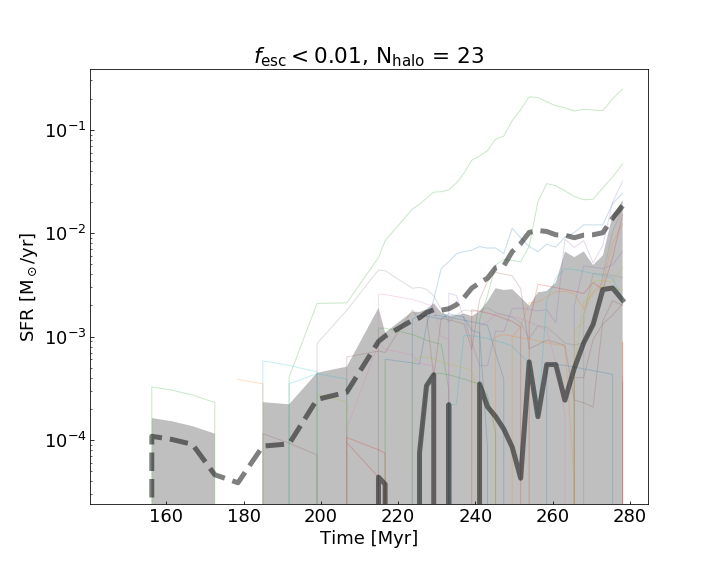 f_esc < 0.01, N_halo = 23
SFR [M_⊙/yr]
10^−1
10^−2
10^−3
10^−4
160 180 200 220 240 260 280
Time [Myr]